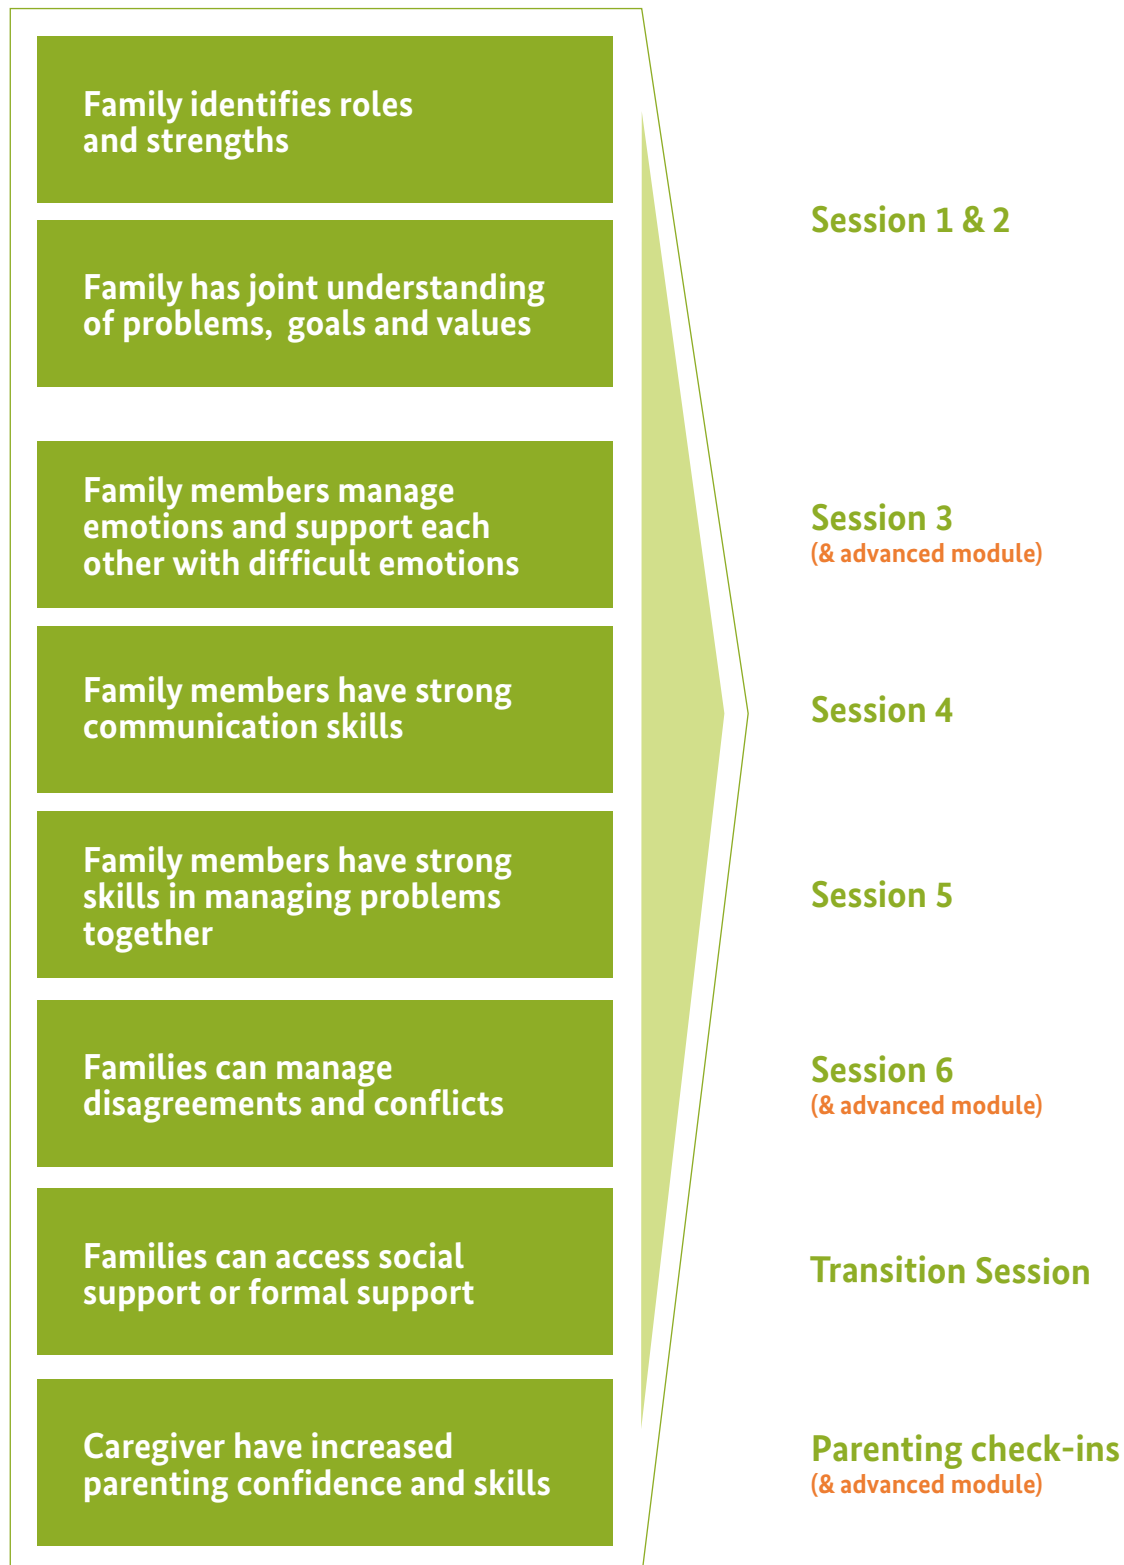 Family identifies roles
and strengths
Session 1 & 2
Family has joint understanding
of problems,  goals and values
Family members manage
emotions and support each
other with difficult emotions
Session 3
(& advanced module)
Family members have strong
communication skills
Session 4
Family members have strong
skills in managing problems
together
Session 5
Families can manage
disagreements and conflicts
Session 6
(& advanced module)
Families can access social
support or formal support
Transition Session
Caregiver have increased
parenting confidence and skills
Parenting check-ins
(& advanced module)